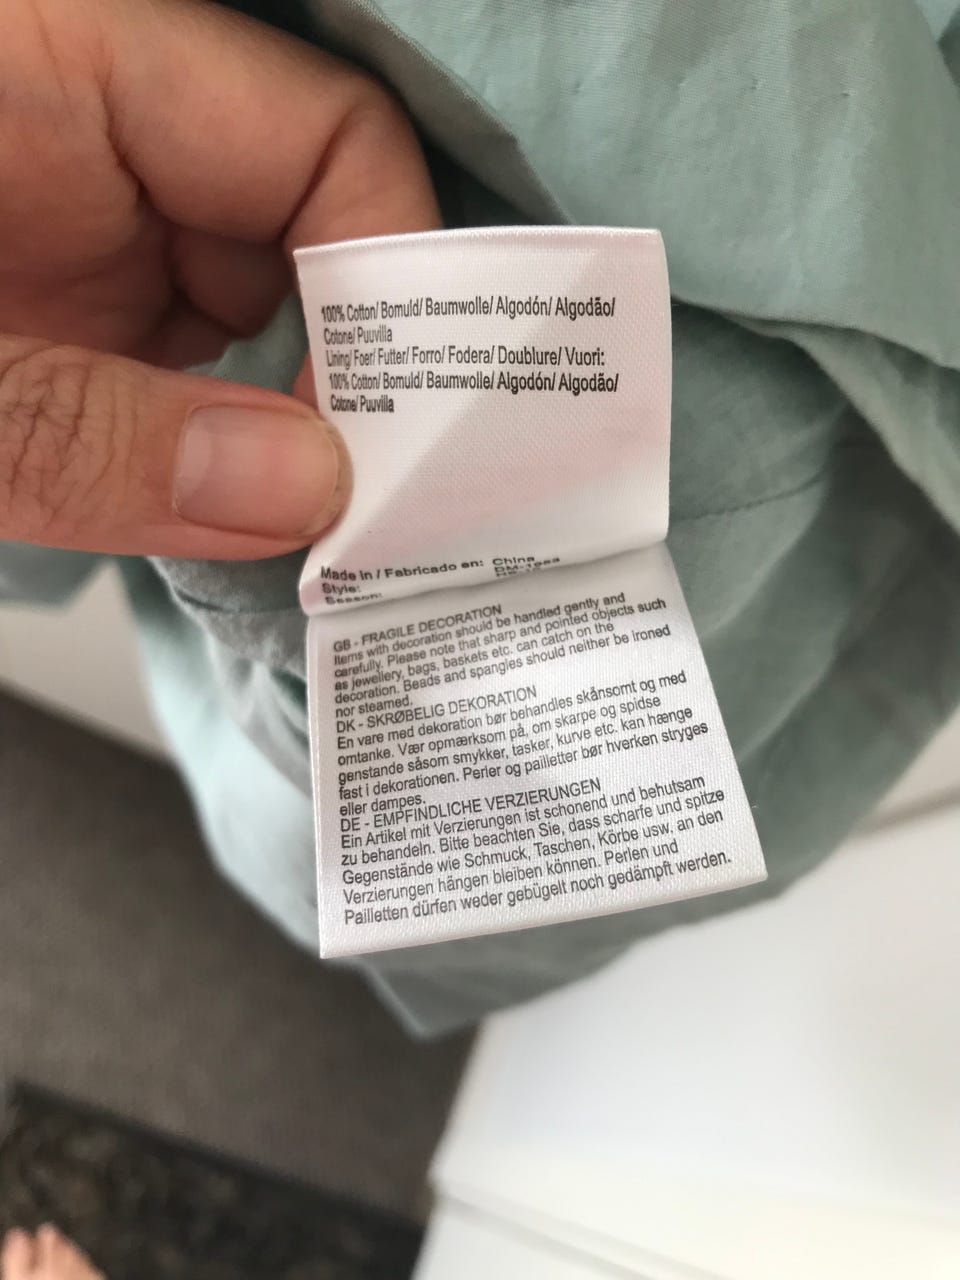 100% Cotton/ Bomuld/ Baumwolle/ Algodón/ Algodão/
Cotone/ Puuvilla
Lining/ Foer/ Futter/ Forro/ Fodera/ Doublure/ Vuori:
100% Cotton/ Bomuld/ Baumwolle/ Algodón/ Algodão/
Cotone/ Puuvilla
Made in / Fabricado en: China
Style:
Season:
GB - FRAGILE DECORATION
Items with decoration should be handled gently and
carefully. Please note that sharp and pointed objects such
as jewellery, bags, baskets etc. can catch on the
decoration. Beads and spangles should neither be ironed
nor steamed.
DK - SKRØBELIG DEKORATION
En vare med dekoration bør behandles skånsomt og med
omtanke. Vær opmærksom på, om skarpe og spidse
genstande såsom smykker, tasker, kurve etc. kan hænge
fast i dekorationen. Perler og pailletter bør hverken stryges
eller dampes.
DE - EMPFINDLICHE VERZIERUNGEN
Ein Artikel mit Verzierungen ist schonend und behutsam
zu behandeln. Bitte beachten Sie, dass scharfe und spitze
Gegenstände wie Schmuck, Taschen, Körbe usw. an den
Verzierungen hängen bleiben können. Perlen und
Pailletten dürfen weder gebügelt noch gedämpft werden.